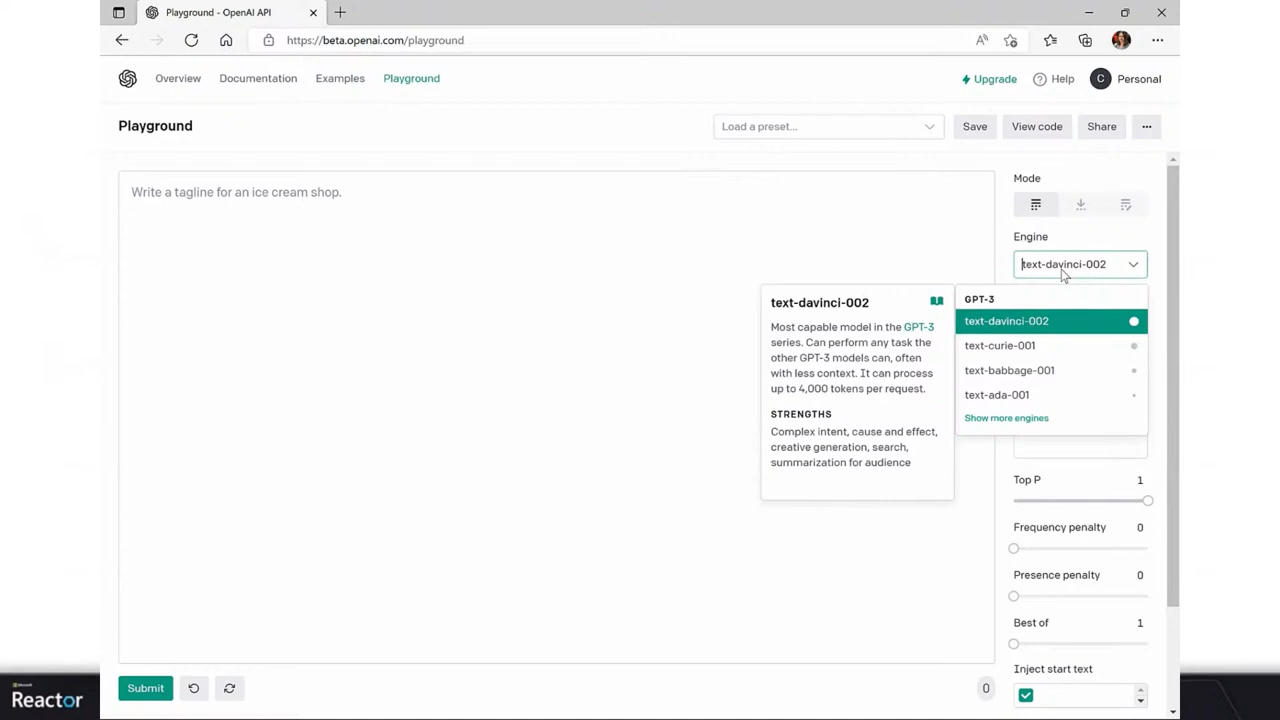 Playground - OpenAI API
https://beta.openai.com/playground
Overview
Documentation
Examples
Playground
Upgrade
Help
C
Personal
Playground
Load a preset...
Save
View code
Share
Write a tagline for an ice cream shop.
Mode
Engine
text-davinci-002
text-davinci-002
Most capable model in the GPT-3
series. Can perform any task the
other GPT-3 models can, often
with less context. It can process
up to 4,000 tokens per request.
STRENGTHS
Complex intent, cause and effect,
creative generation, search,
summarization for audience
GPT-3
text-davinci-002
text-curie-001
text-babbage-001
text-ada-001
Show more engines
Top P 1
Frequency penalty 0
Presence penalty 0
Best of 1
Inject start text
Submit
0
Microsoft
Reactor